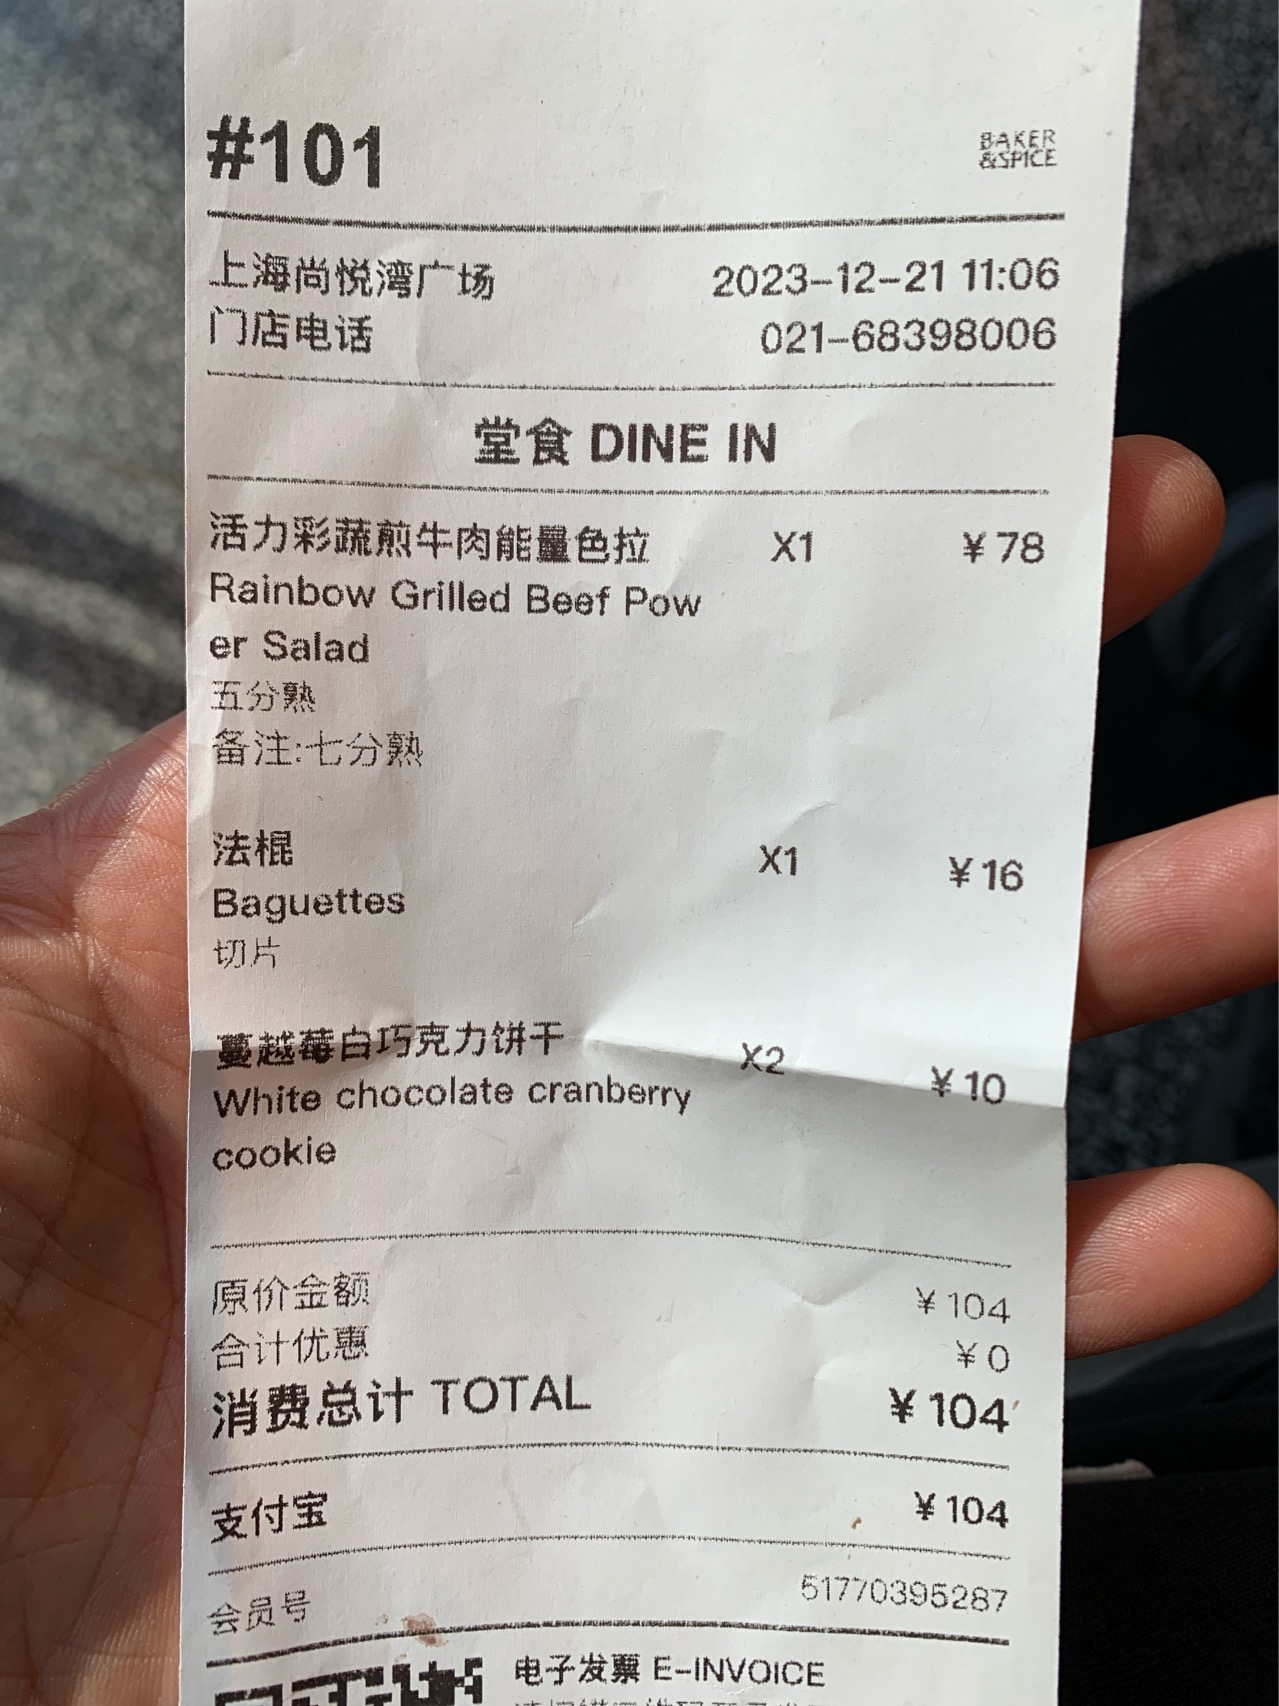 #101
BAKER
&SPICE
上海尚悦湾广场 2023-12-21 11:06
门店电话 021-68398006
堂食 DINE IN
活力彩蔬煎牛肉能量色拉 X1 ¥78
Rainbow Grilled Beef Pow
er Salad
五分熟
备注:七分熟
法棍 X1 ¥16
Baguettes
切片
蔓越莓白巧克力饼干 X2 ¥10
White chocolate cranberry
cookie
原价金额 ¥104
合计优惠 ¥0
消费总计 TOTAL ¥104
支付宝 ¥104
会员号 51770395287
电子发票 E-INVOICE